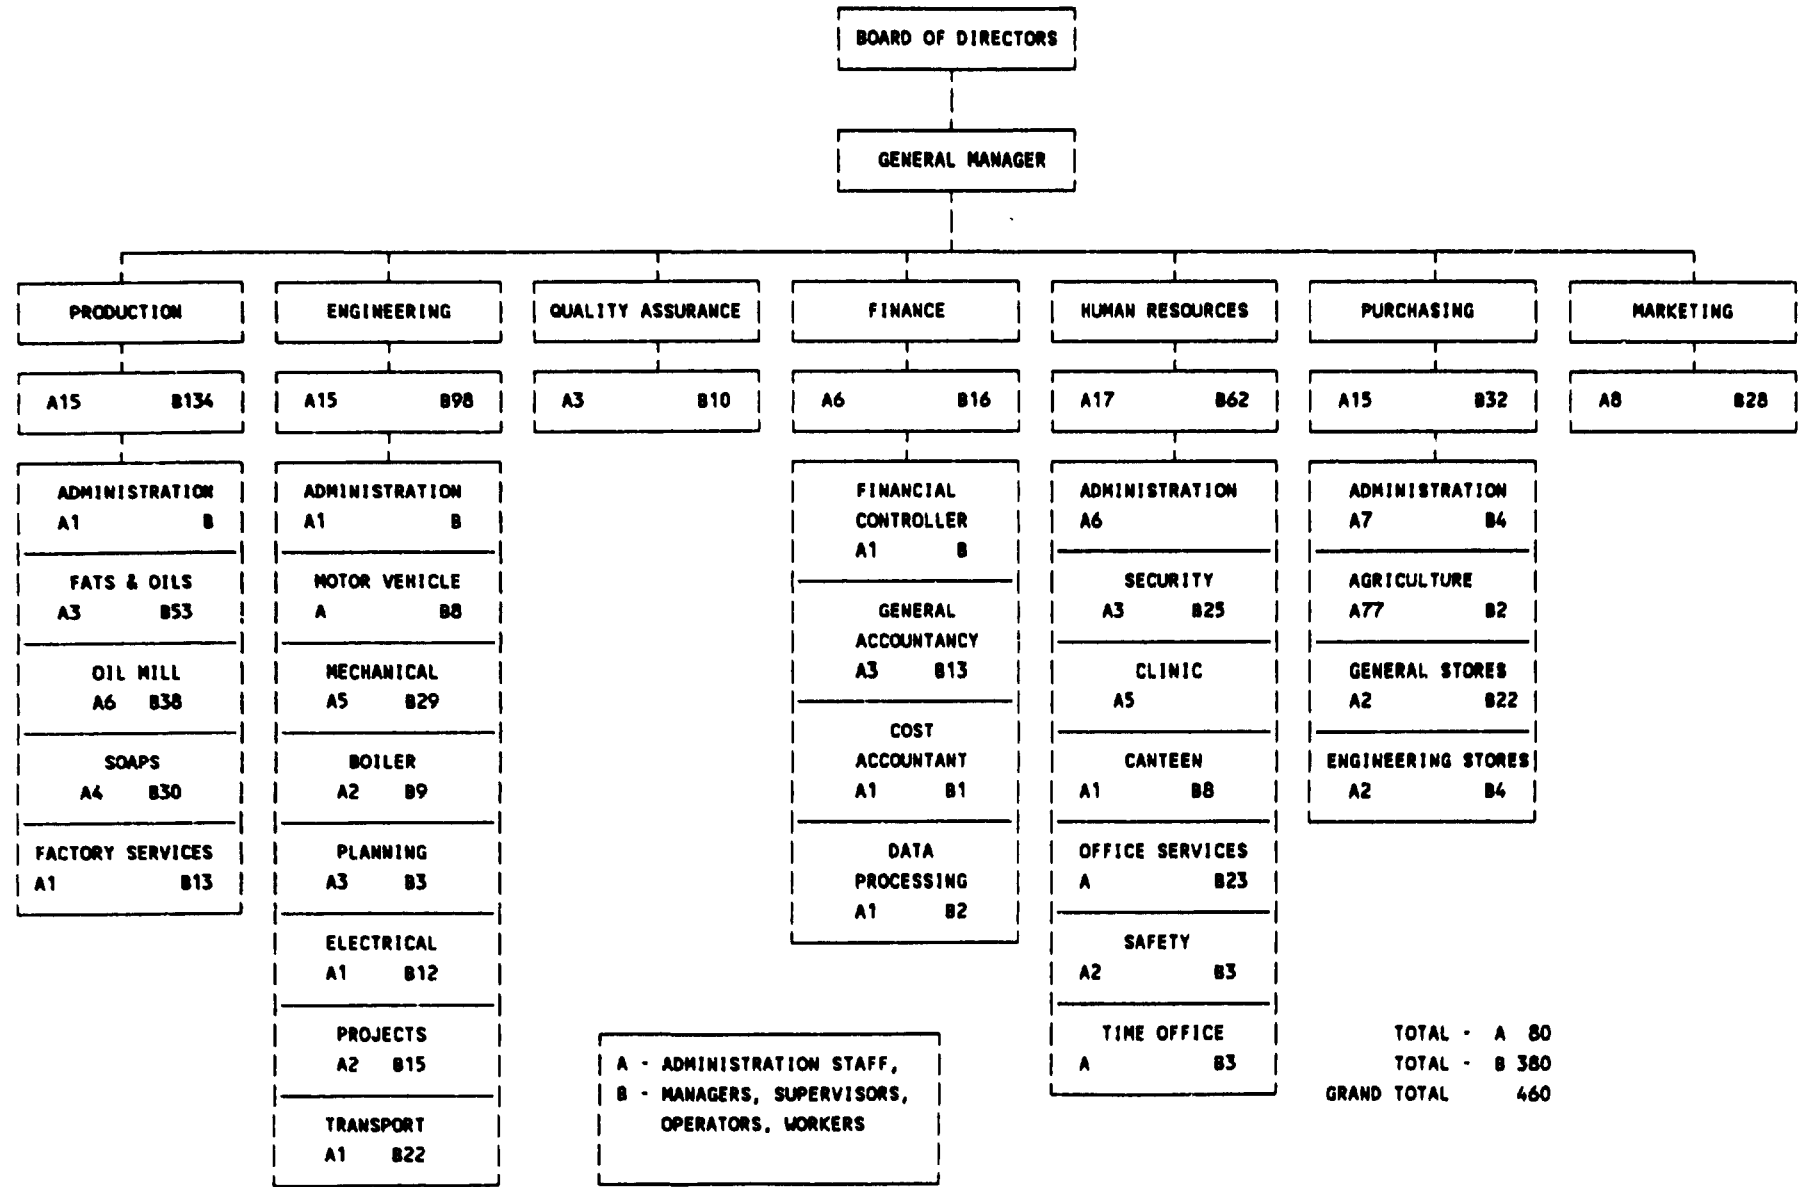 BOARD OF DIRECTORS
GENERAL MANAGER
PRODUCTION
A15 B134
ADMINISTRATION
A1 B
FATS & OILS
A3 B53
OIL MILL
A6 B38
SOAPS
A4 B30
FACTORY SERVICES
A1 B13
ENGINEERING
A15 B98
ADMINISTRATION
A1 B
MOTOR VEHICLE
A B8
MECHANICAL
A5 B29
BOILER
A2 B9
PLANNING
A3 B3
ELECTRICAL
A1 B12
PROJECTS
A2 B15
TRANSPORT
A1 B22
QUALITY ASSURANCE
A3 B10
FINANCE
A6 B16
FINANCIAL
CONTROLLER
A1 B
GENERAL
ACCOUNTANCY
A3 B13
COST
ACCOUNTANT
A1 B1
DATA
PROCESSING
A1 B2
HUMAN RESOURCES
A17 B62
ADMINISTRATION
A6
SECURITY
A3 B25
CLINIC
A5
CANTEEN
A1 B8
OFFICE SERVICES
A B23
SAFETY
A2 B3
TIME OFFICE
A B3
PURCHASING
A15 B32
ADMINISTRATION
A7 B4
AGRICULTURE
A77 B2
GENERAL STORES
A2 B22
ENGINEERING STORES
A2 B4
MARKETING
A8 B28
A - ADMINISTRATION STAFF,
B - MANAGERS, SUPERVISORS,
OPERATORS, WORKERS
TOTAL - A 80
TOTAL - B 380
GRAND TOTAL 460